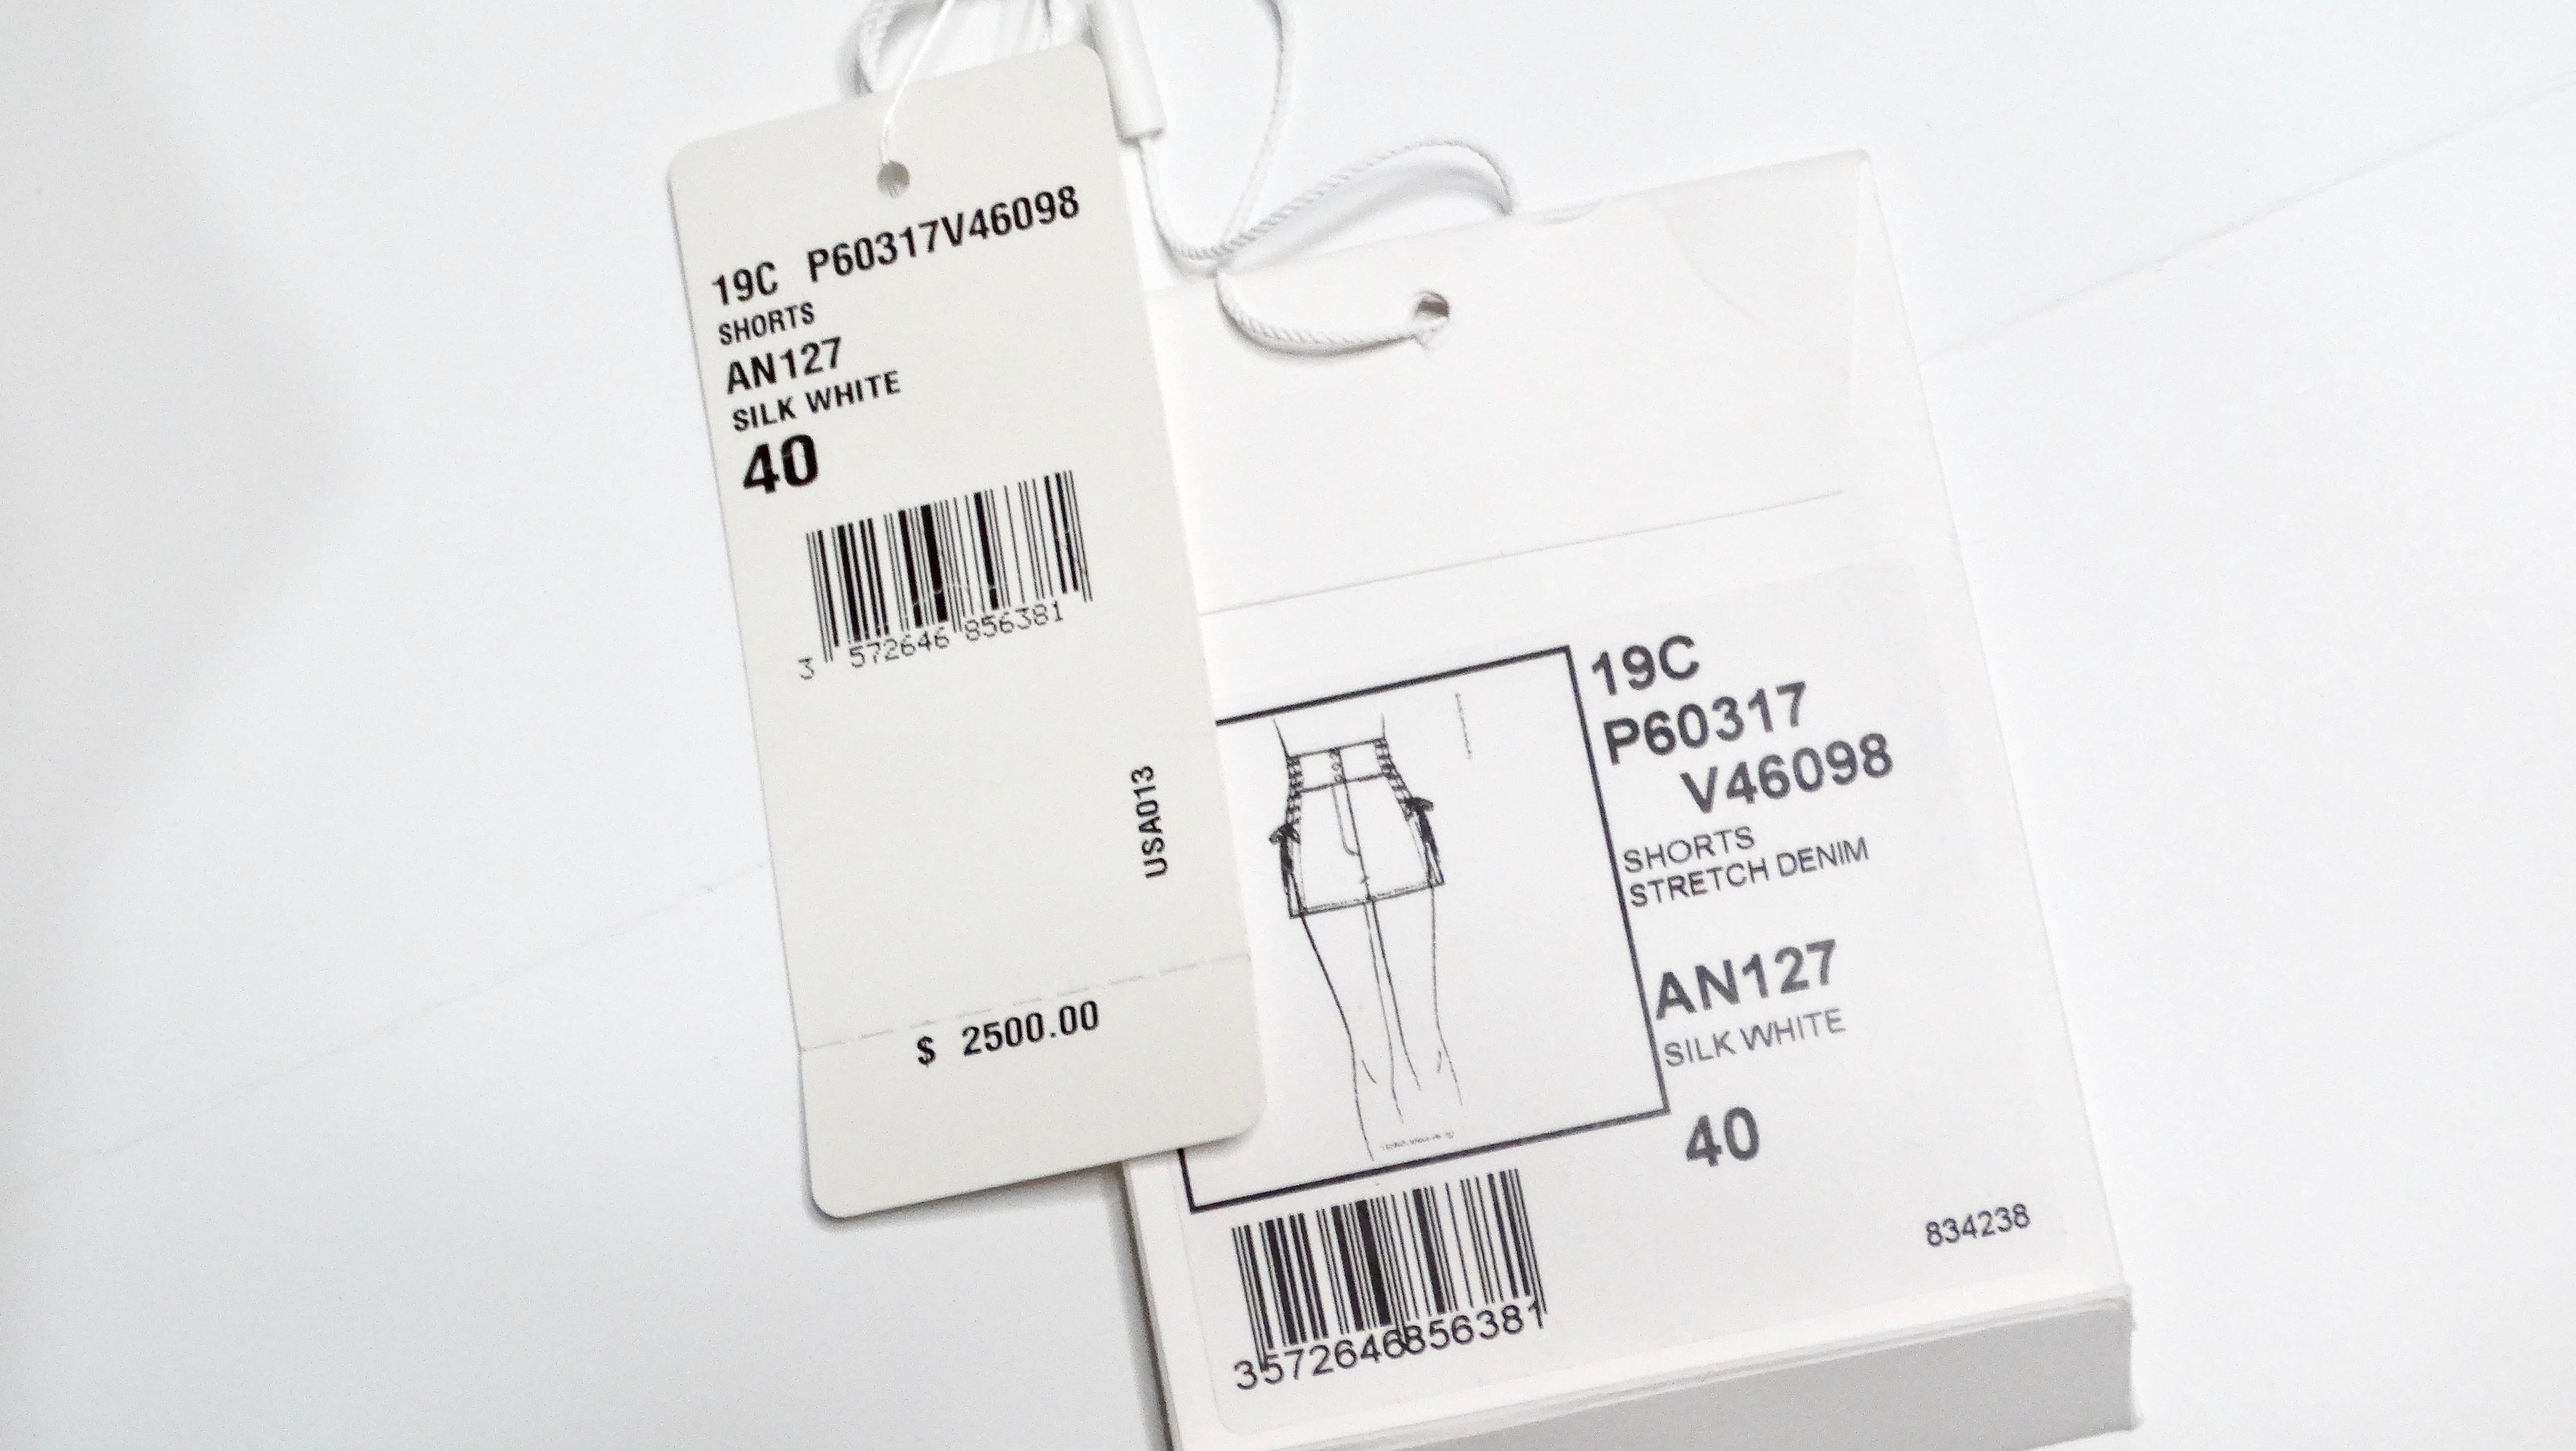 19C P60317V46098
SHORTS
AN127
SILK WHITE
40
3 572646 856381
USA013
$ 2500.00
19C
P60317
V46098
SHORTS
STRETCH DENIM
AN127
SILK WHITE
40
834238
3572646856381